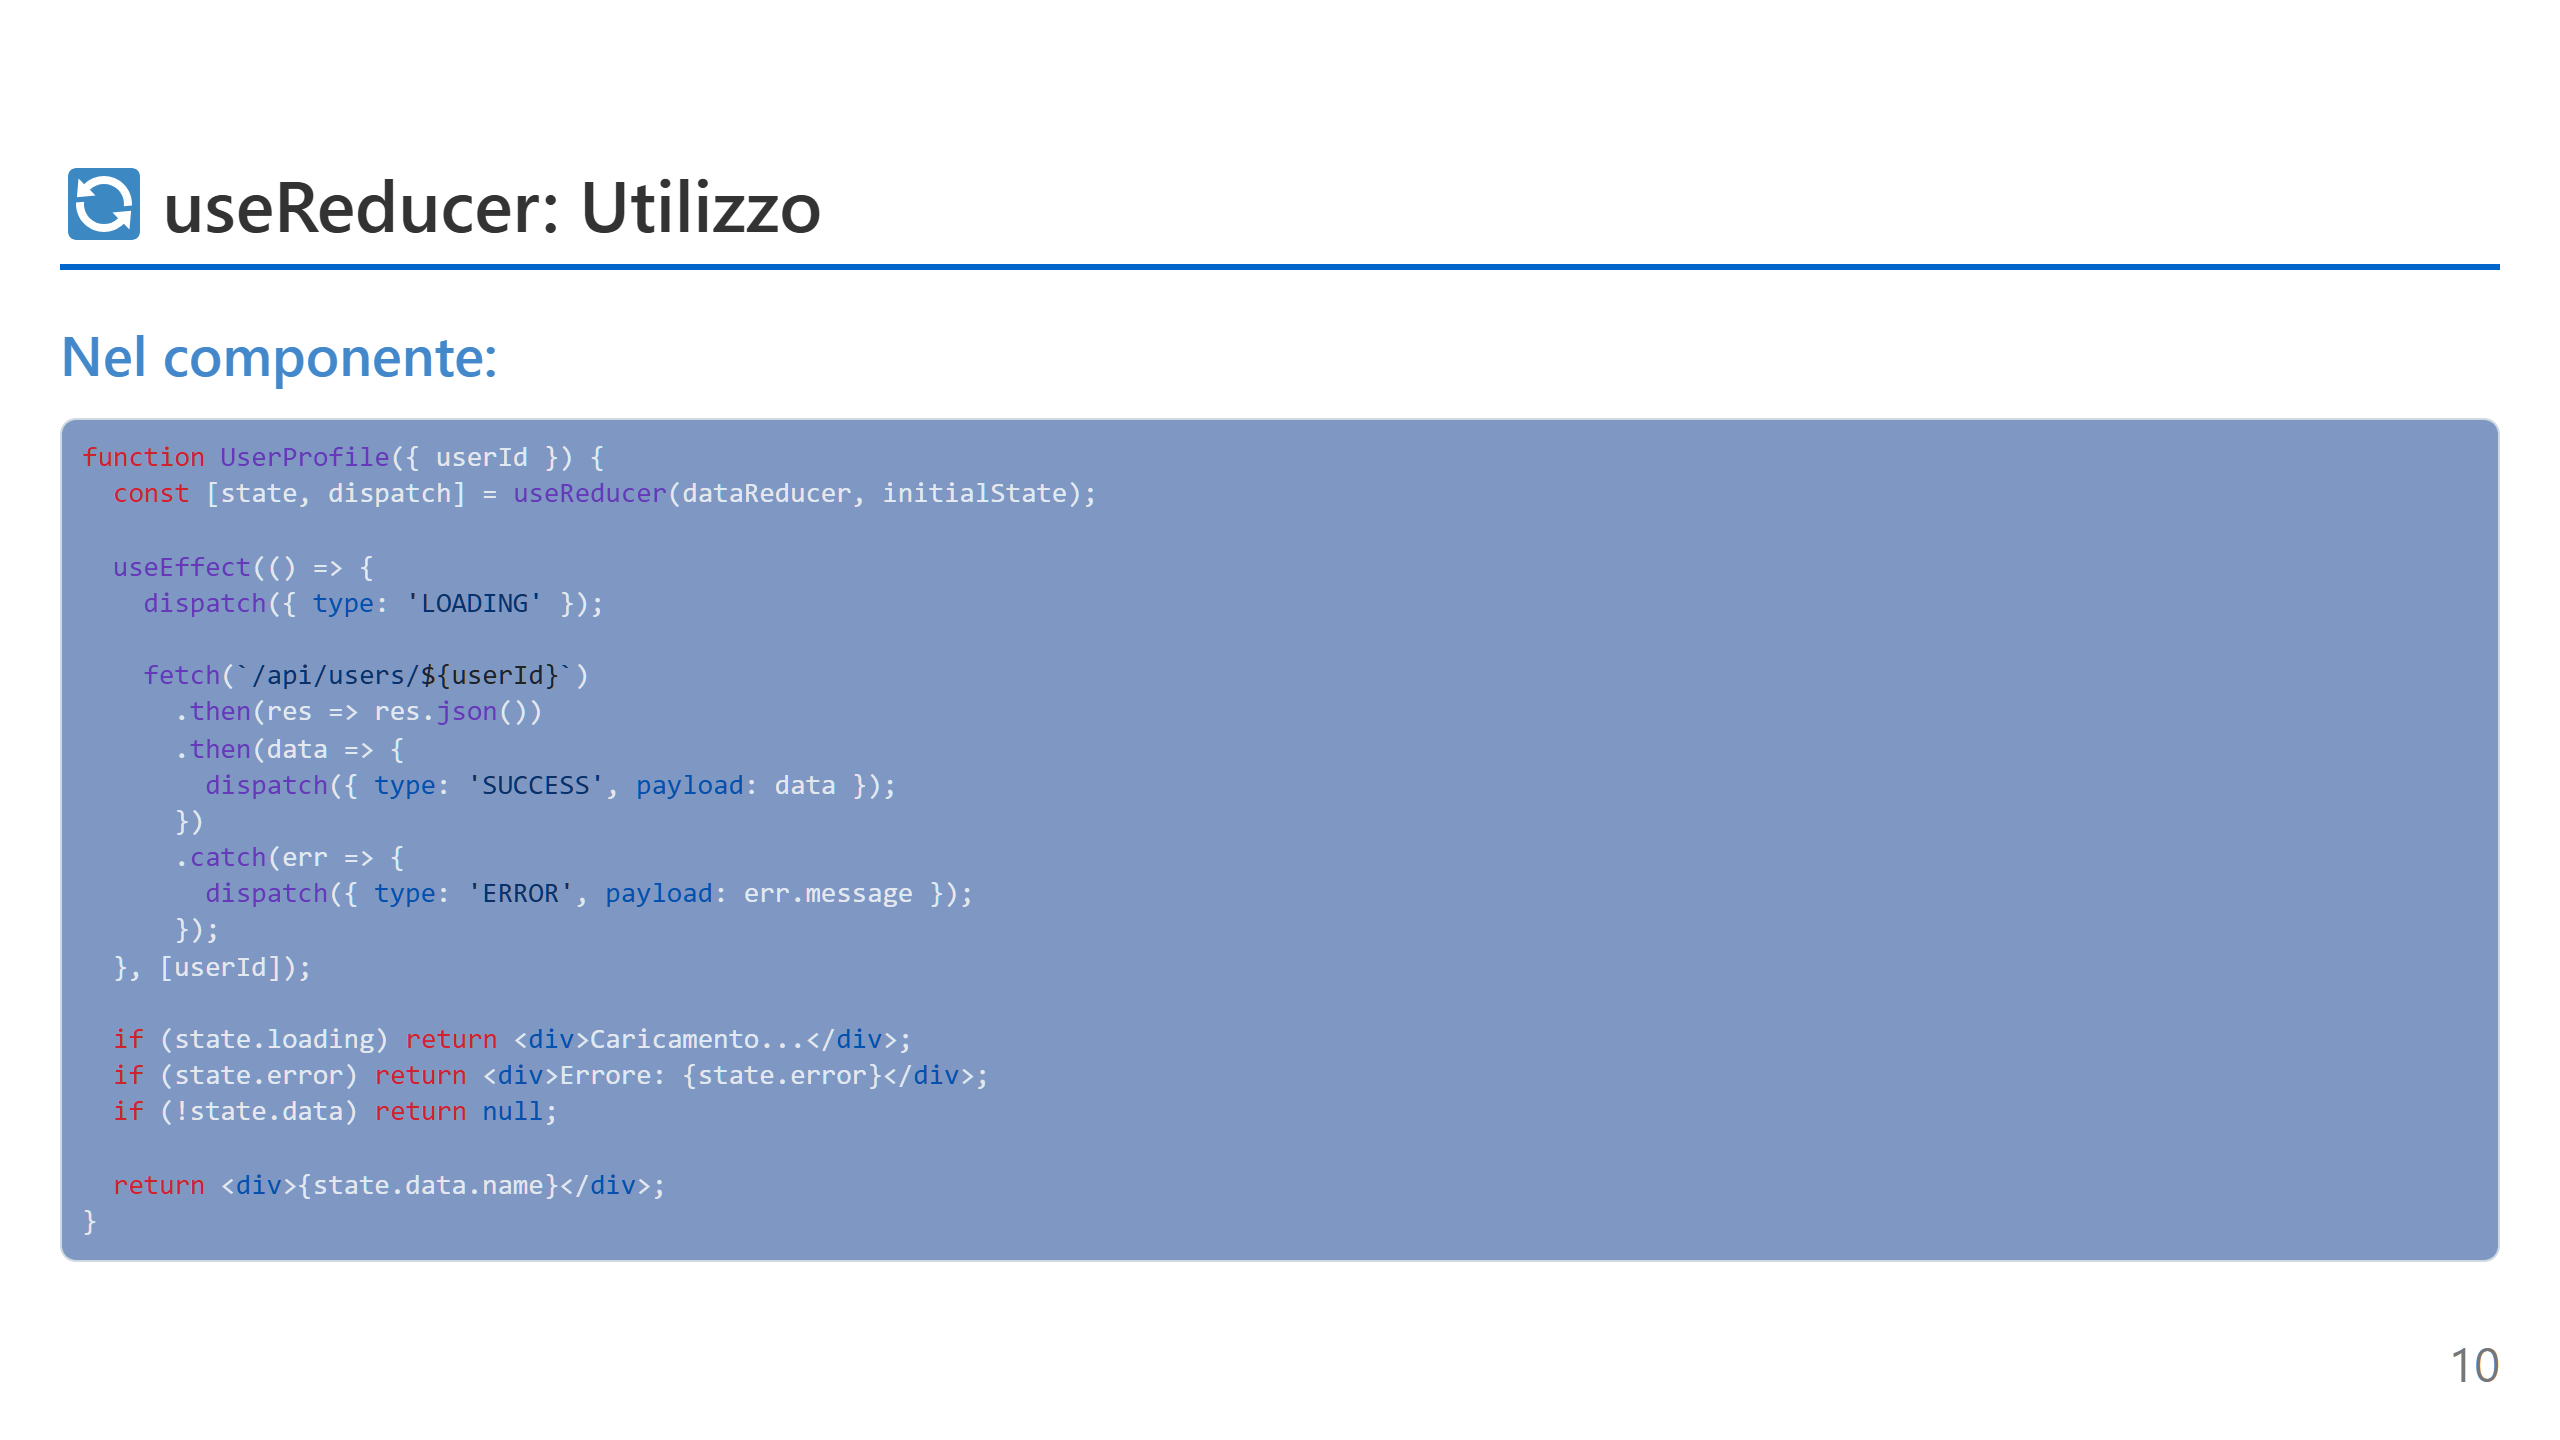 useReducer: Utilizzo
Nel componente:
function UserProfile({ userId }) {
  const [state, dispatch] = useReducer(dataReducer, initialState);
  useEffect(() => {
    dispatch({ type: 'LOADING' });
    fetch(`/api/users/${userId}`)
      .then(res => res.json())
      .then(data => {
        dispatch({ type: 'SUCCESS', payload: data });
      })
      .catch(err => {
        dispatch({ type: 'ERROR', payload: err.message });
      });
  }, [userId]);
  if (state.loading) return <div>Caricamento...</div>;
  if (state.error) return <div>Errore: {state.error}</div>;
  if (!state.data) return null;
  return <div>{state.data.name}</div>;
}
10